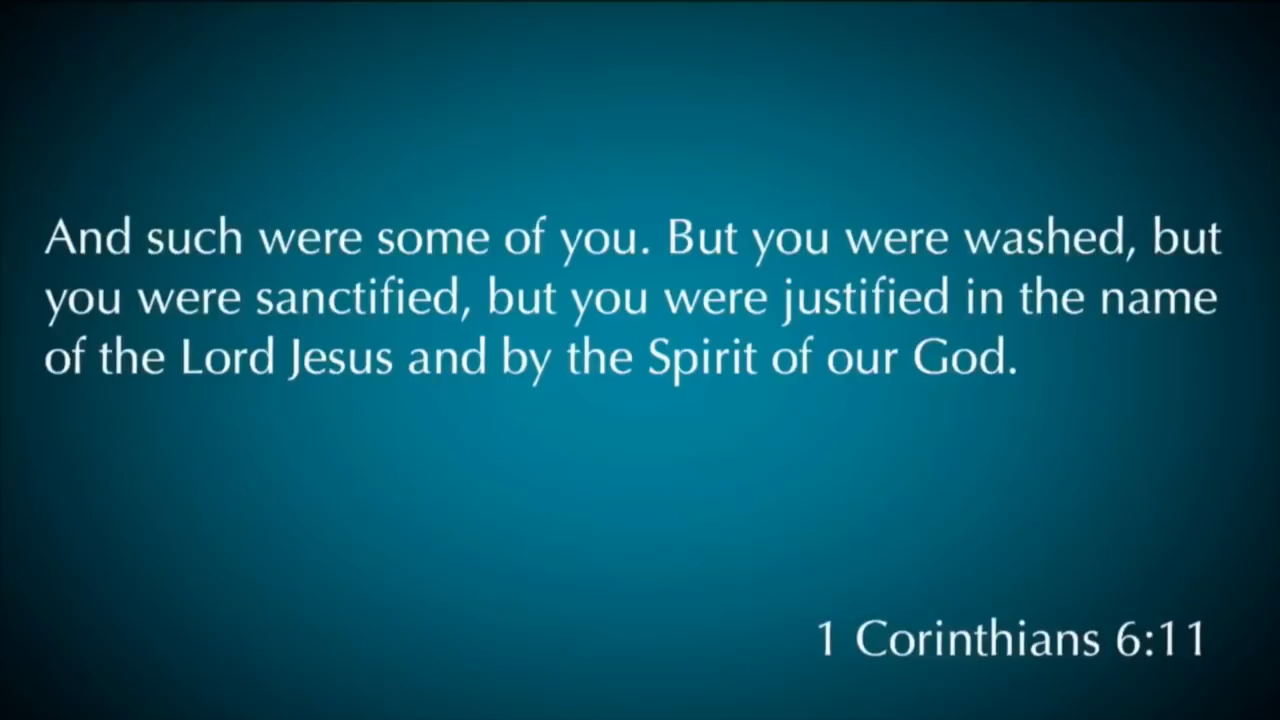 And such were some of you. But you were washed, but
you were sanctified, but you were justified in the name
of the Lord Jesus and by the Spirit of our God.
1 Corinthians 6:11